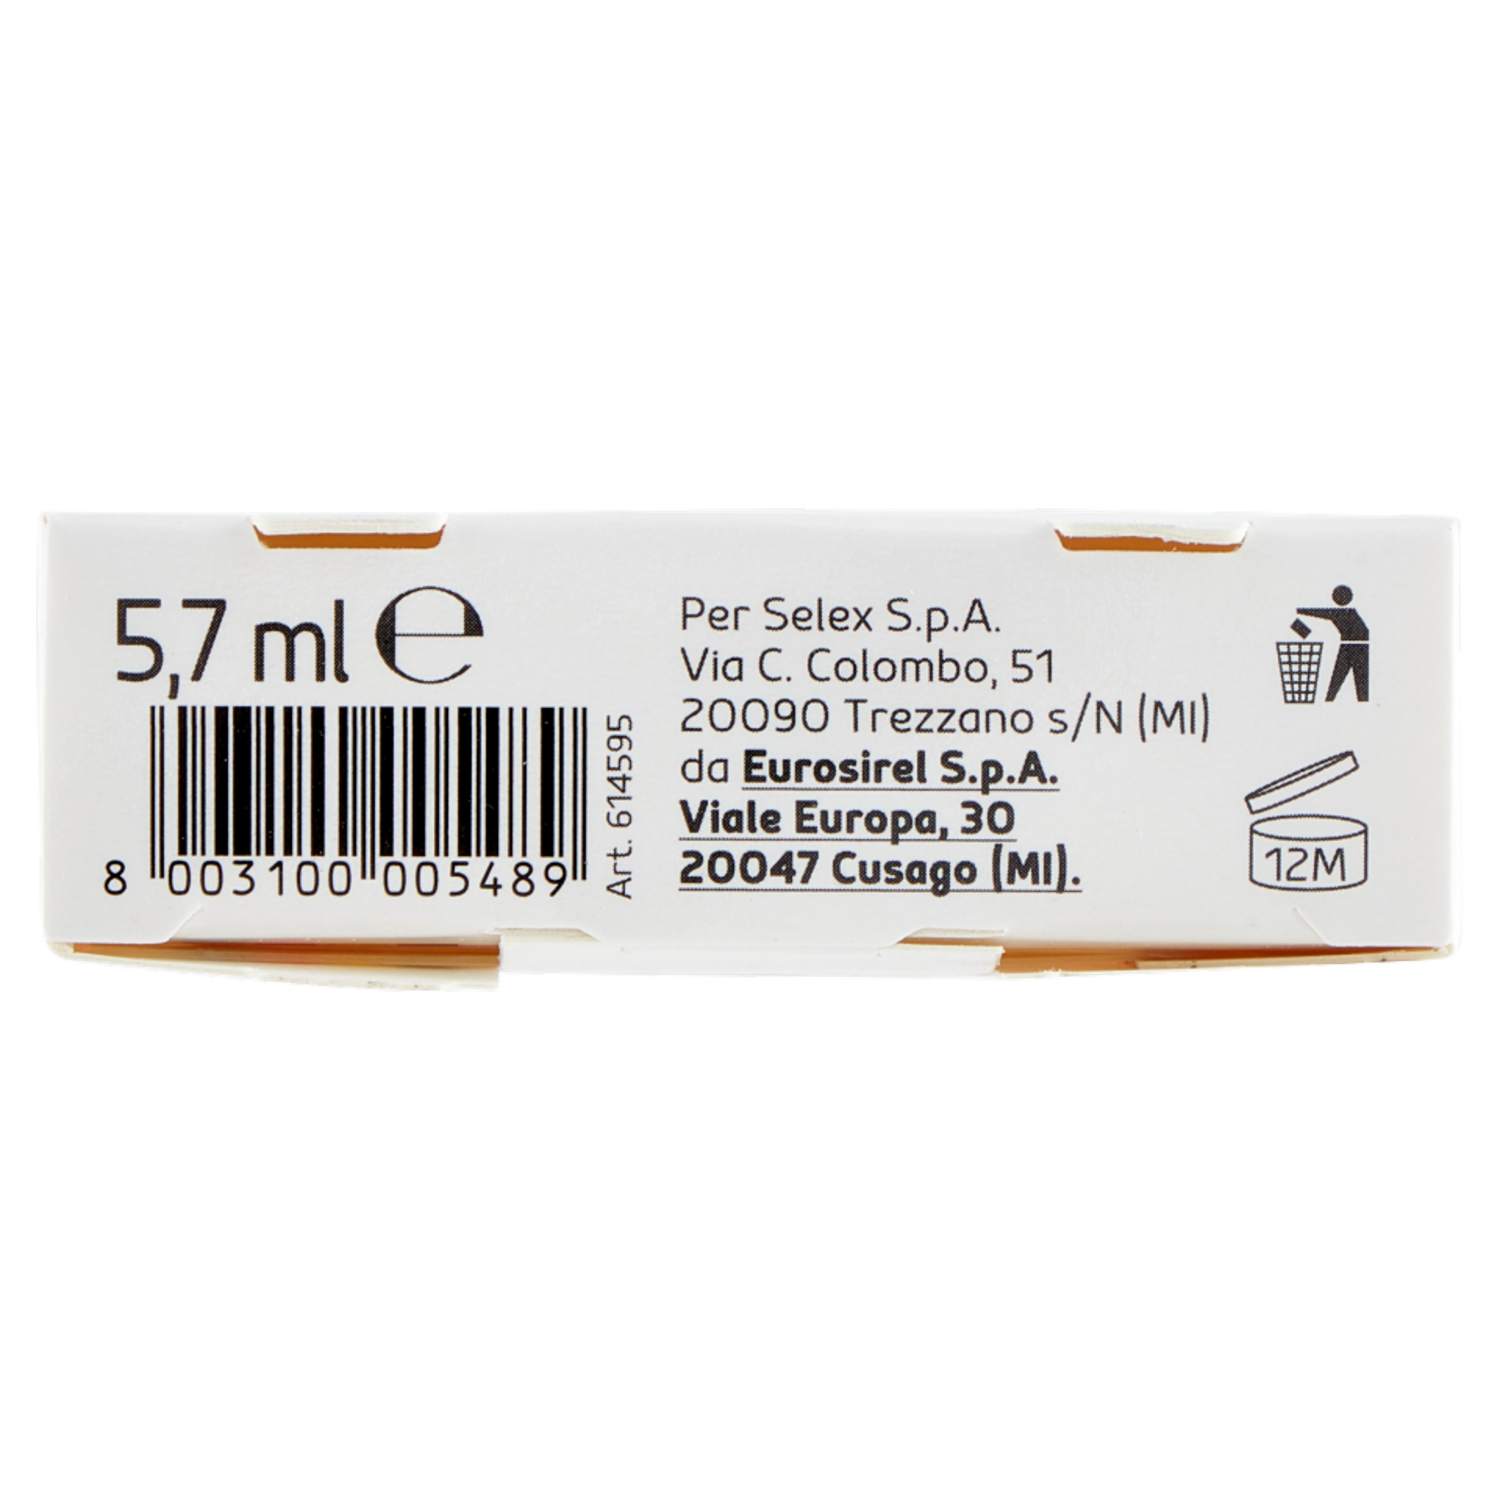 5,7 ml e
8 003100 005489
Art. 614595
Per Selex S.p.A.
Via C. Colombo, 51
20090 Trezzano s/N (MI)
da Eurosirel S.p.A.
Viale Europa, 30
20047 Cusago (MI).
12M